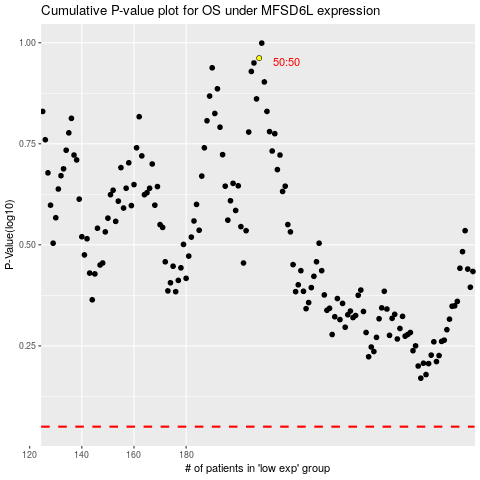 Cumulative P-value plot for OS under MFSD6L expression
1.00
50:50
0.75
0.50
0.25
P-Value(log10)
120 140 160 180
# of patients in 'low exp' group